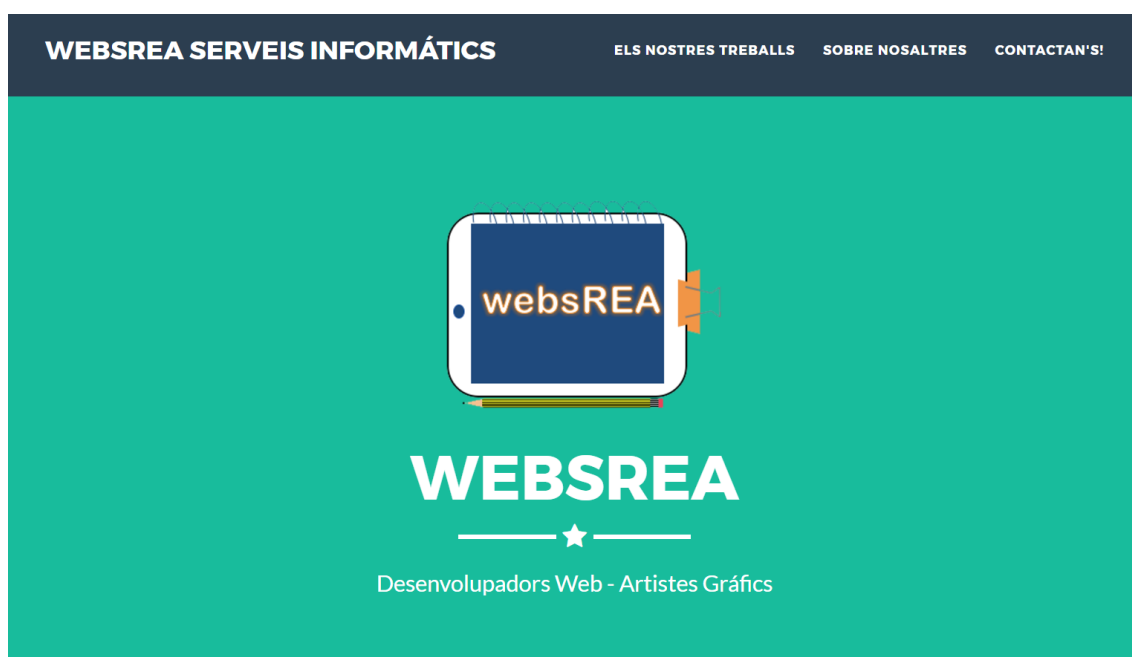 WEBSREA SERVEIS INFORMÁTICS
ELS NOSTRES TREBALLS SOBRE NOSALTRES CONTACTAN'S!
websREA
WEBSREA
Desenvolupadors Web - Artistes Gráfics